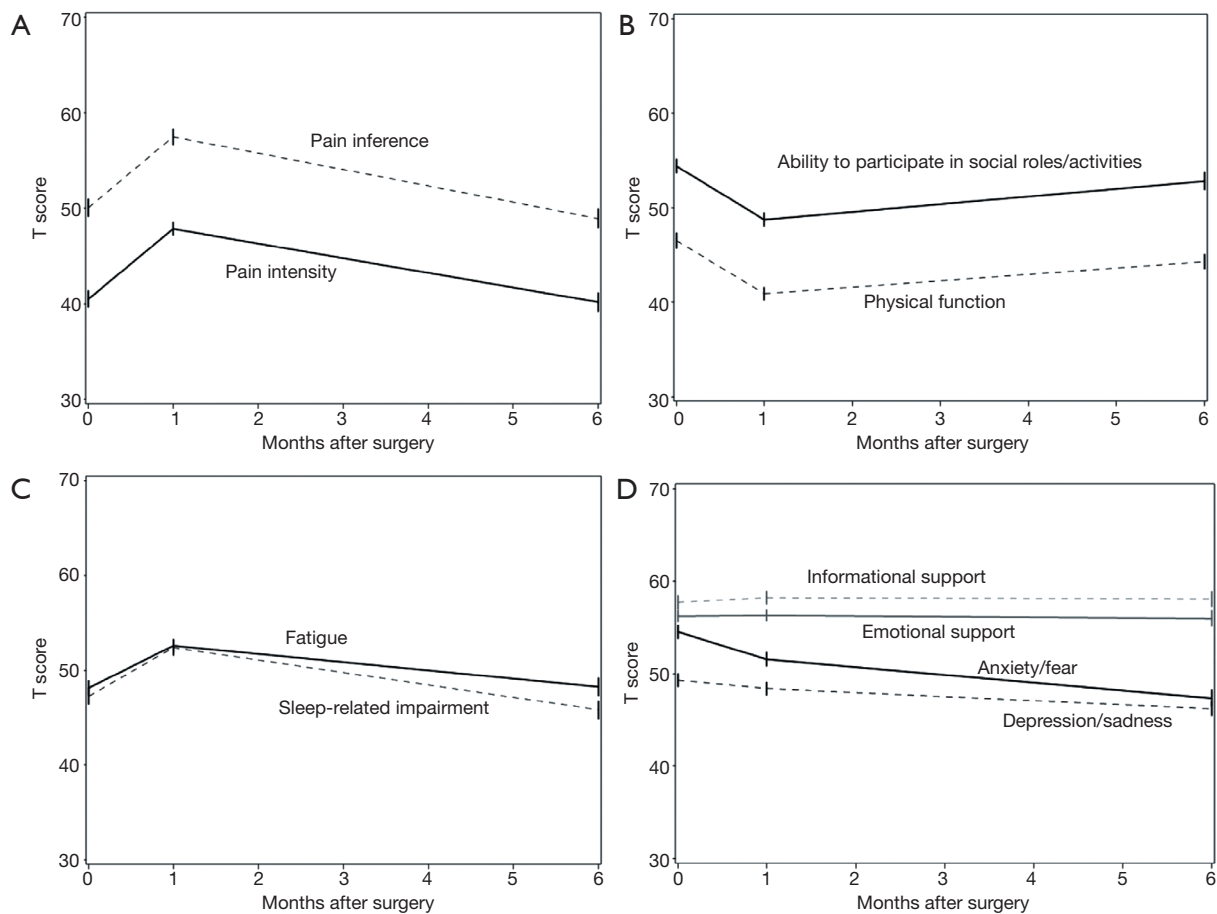 A
70
60
50
40
30
T score
Pain inference
Pain intensity
0 1 2 3 4 5 6
Months after surgery
B
70
60
50
40
30
T score
Ability to participate in social roles/activities
Physical function
0 1 2 3 4 5 6
Months after surgery
C
70
60
50
40
30
T score
Fatigue
Sleep-related impairment
0 1 2 3 4 5 6
Months after surgery
D
70
60
50
40
30
T score
Informational support
Emotional support
Anxiety/fear
Depression/sadness
0 1 2 3 4 5 6
Months after surgery